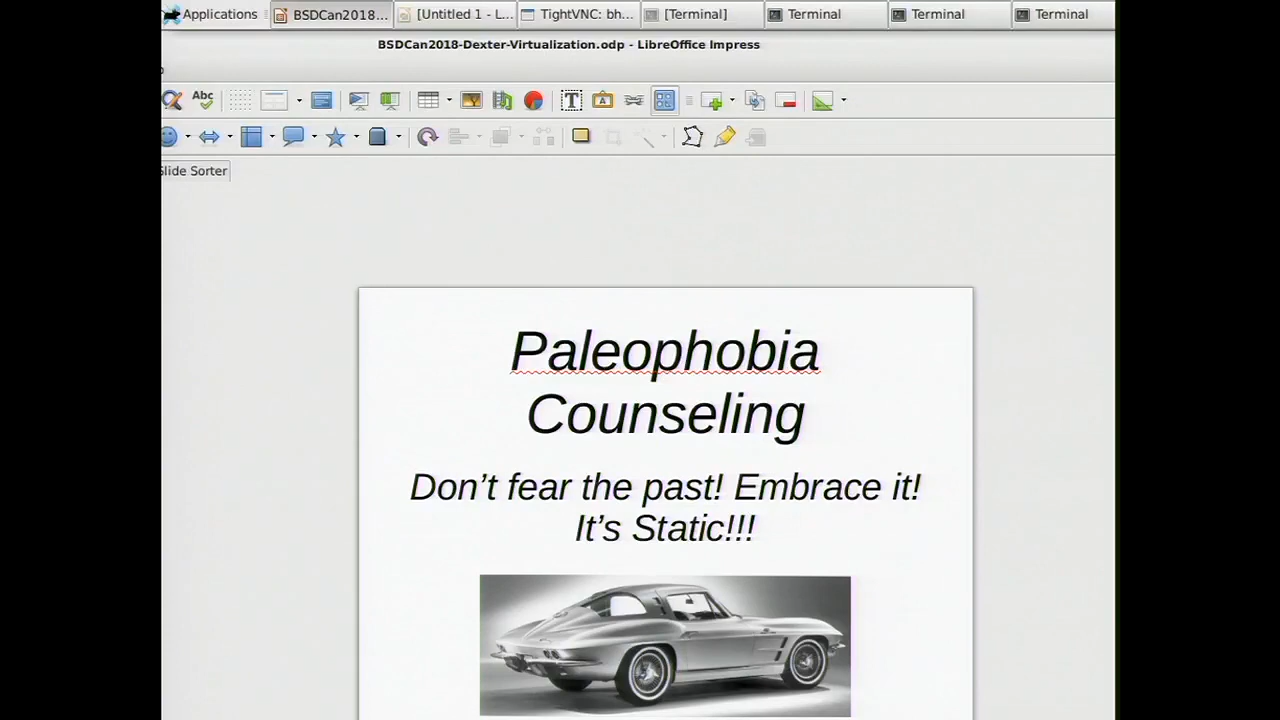 Applications
BSDCan2018...
[Untitled 1 - L...
TightVNC: bh...
[Terminal]
Terminal
Terminal
Terminal
BSDCan2018-Dexter-Virtualization.odp - LibreOffice Impress
Abc
T
A
Slide Sorter
Paleophobia
Counseling
Don’t fear the past! Embrace it!
It’s Static!!!